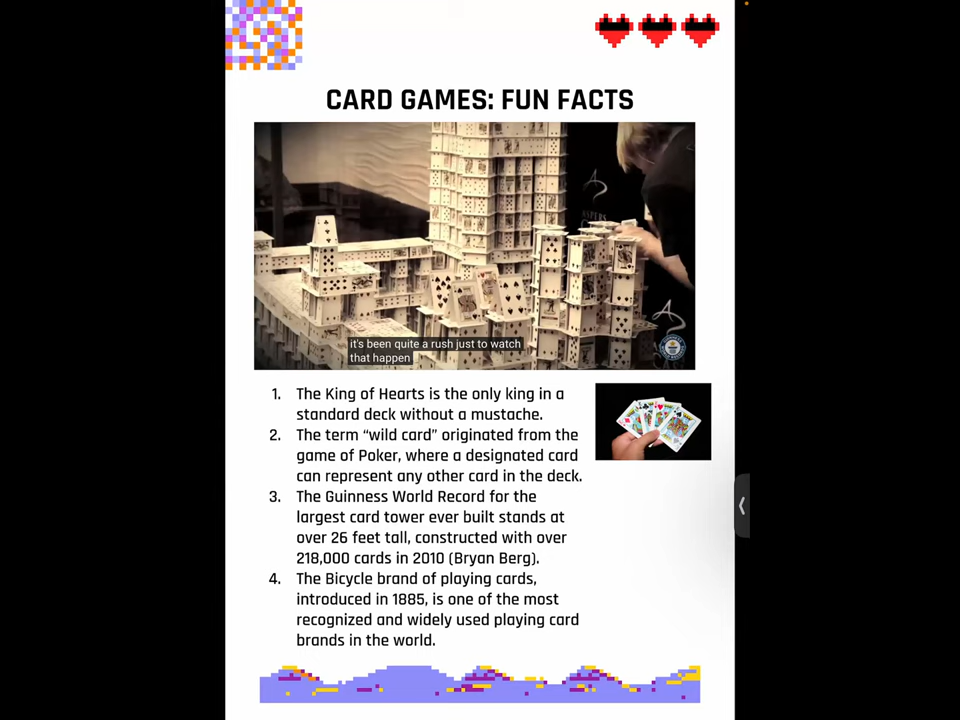 CARD GAMES: FUN FACTS
it's been quite a rush just to watch
that happen
1. The King of Hearts is the only king in a
standard deck without a mustache.
2. The term “wild card” originated from the
game of Poker, where a designated card
can represent any other card in the deck.
3. The Guinness World Record for the
largest card tower ever built stands at
over 26 feet tall, constructed with over
218,000 cards in 2010 (Bryan Berg).
4. The Bicycle brand of playing cards,
introduced in 1885, is one of the most
recognized and widely used playing card
brands in the world.